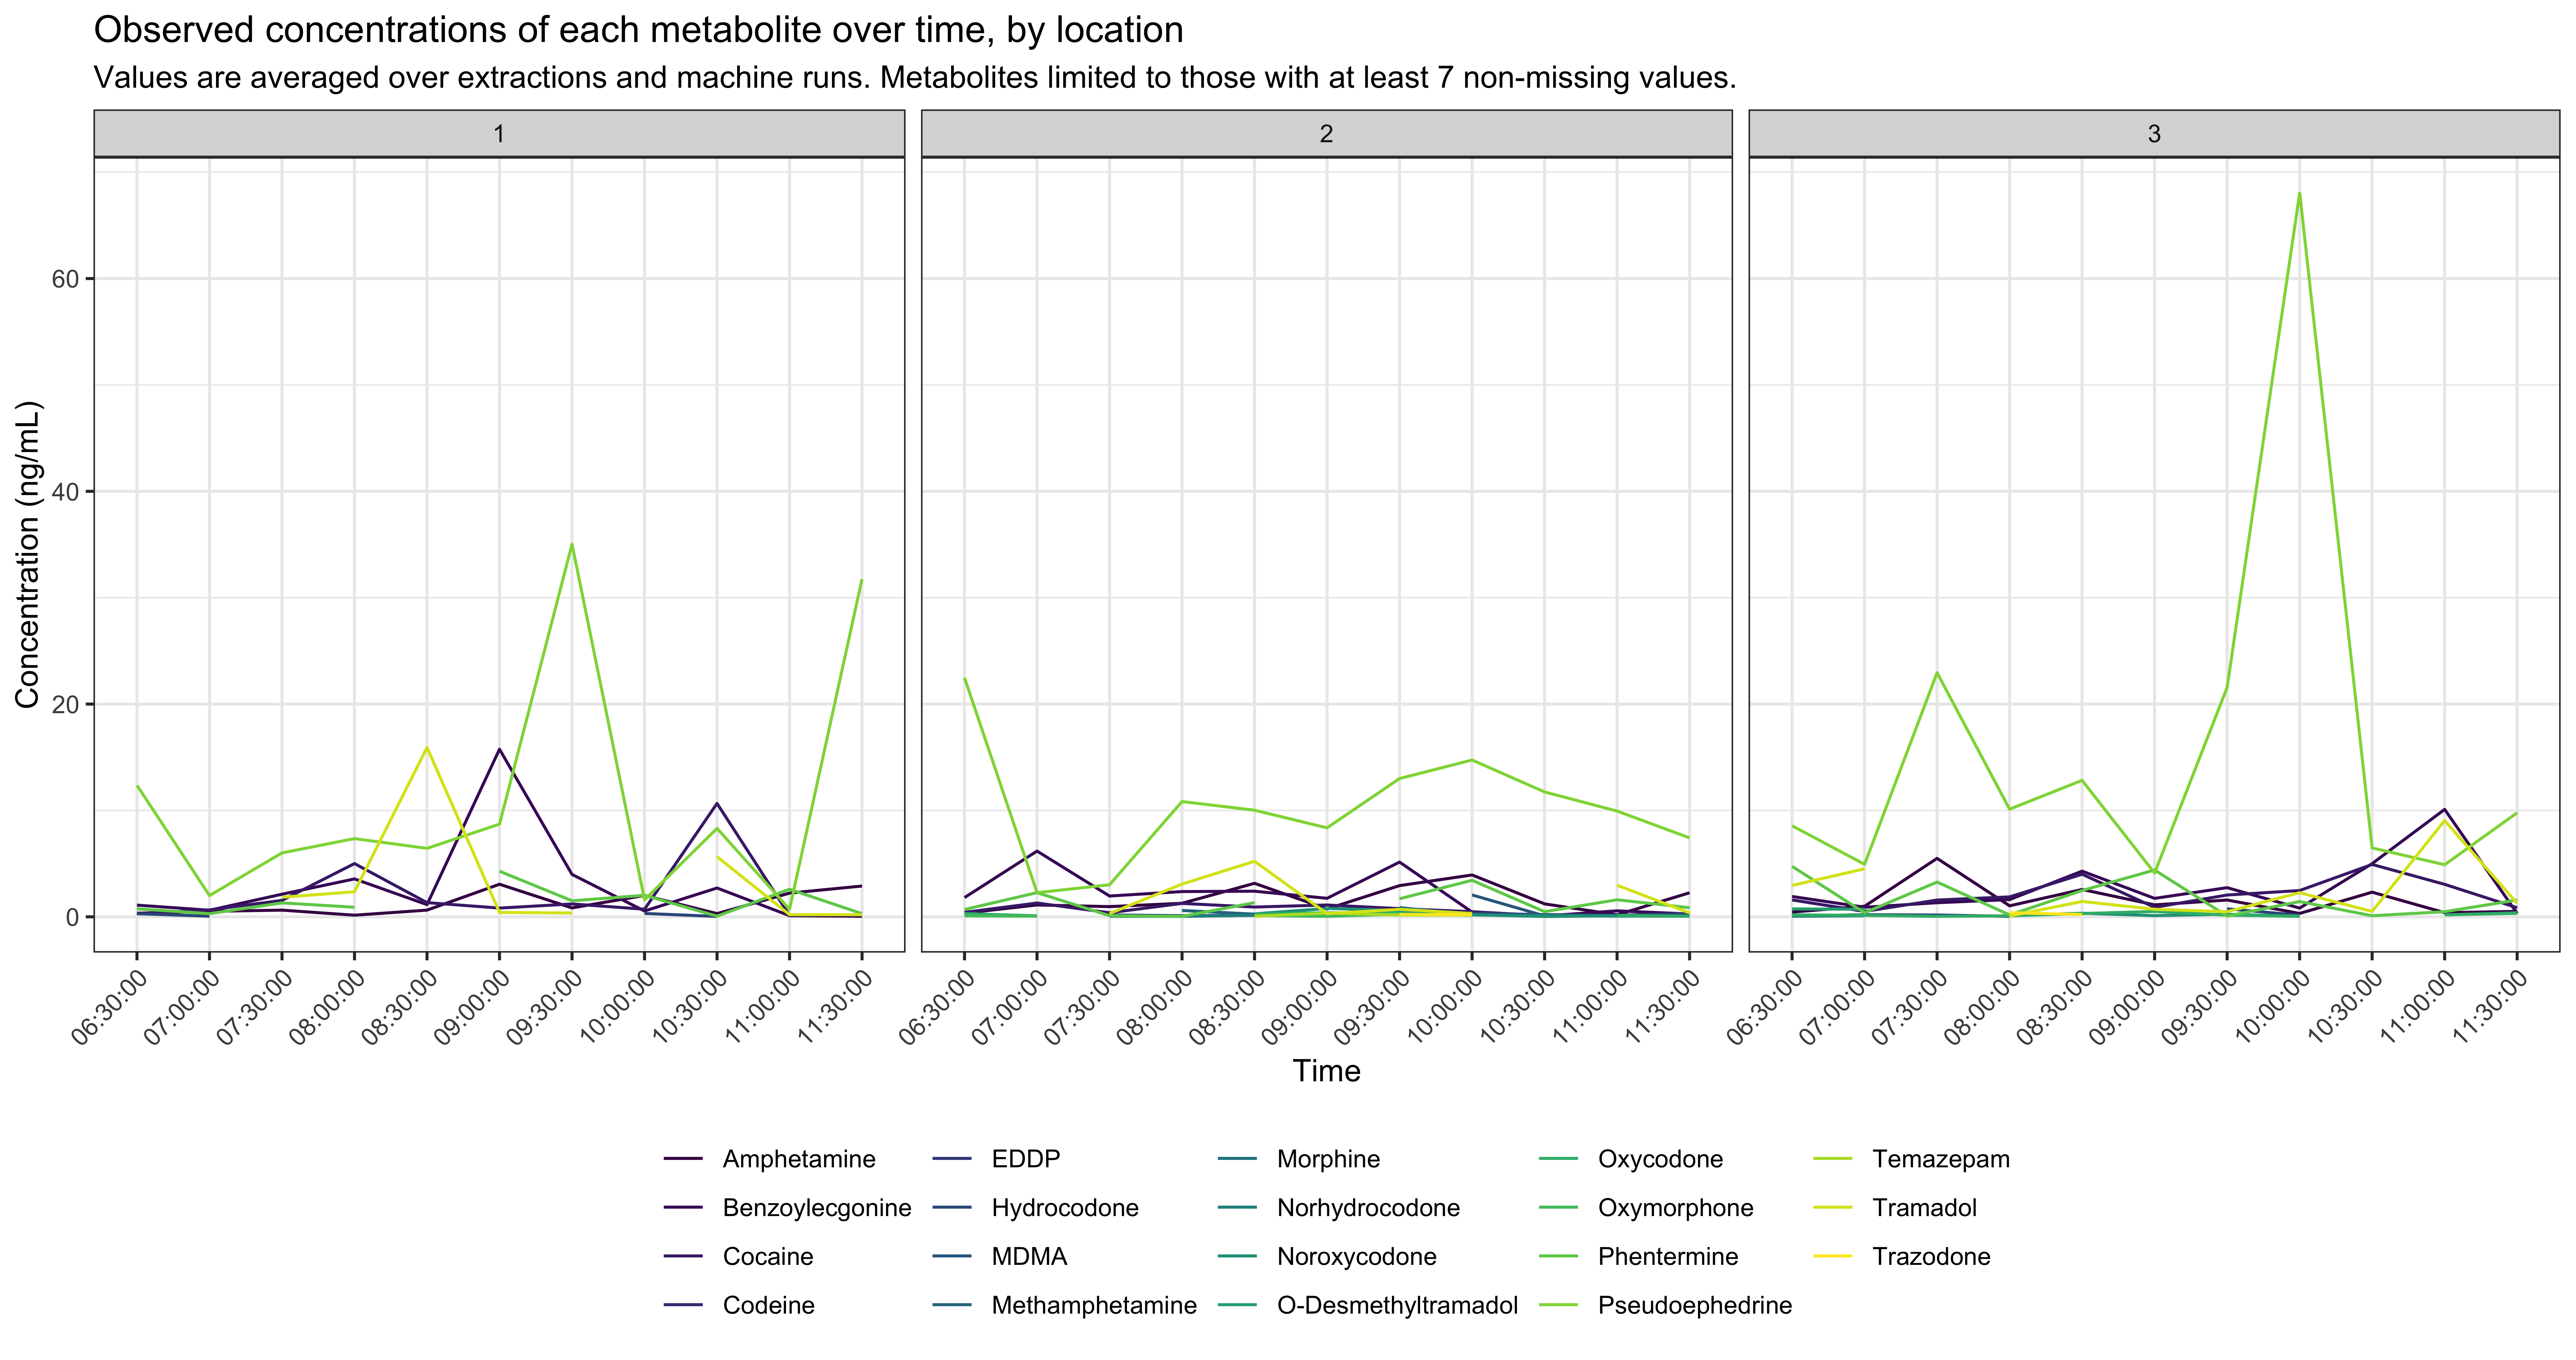 Observed concentrations of each metabolite over time, by location
Values are averaged over extractions and machine runs. Metabolites limited to those with at least 7 non-missing values.
1 2 3
Concentration (ng/mL)
60
40
20
0
06:30:00 07:00:00 07:30:00 08:00:00 08:30:00 09:00:00 09:30:00 10:00:00 10:30:00 11:00:00 11:30:00 06:30:00 07:00:00 07:30:00 08:00:00 08:30:00 09:00:00 09:30:00 10:00:00 10:30:00 11:00:00 11:30:00 06:30:00 07:00:00 07:30:00 08:00:00 08:30:00 09:00:00 09:30:00 10:00:00 10:30:00 11:00:00 11:30:00
Time
Amphetamine EDDP Morphine Oxycodone Temazepam
Benzoylecgonine Hydrocodone Norhydrocodone Oxymorphone Tramadol
Cocaine MDMA Noroxycodone Phentermine Trazodone
Codeine Methamphetamine O-Desmethyltramadol Pseudoephedrine